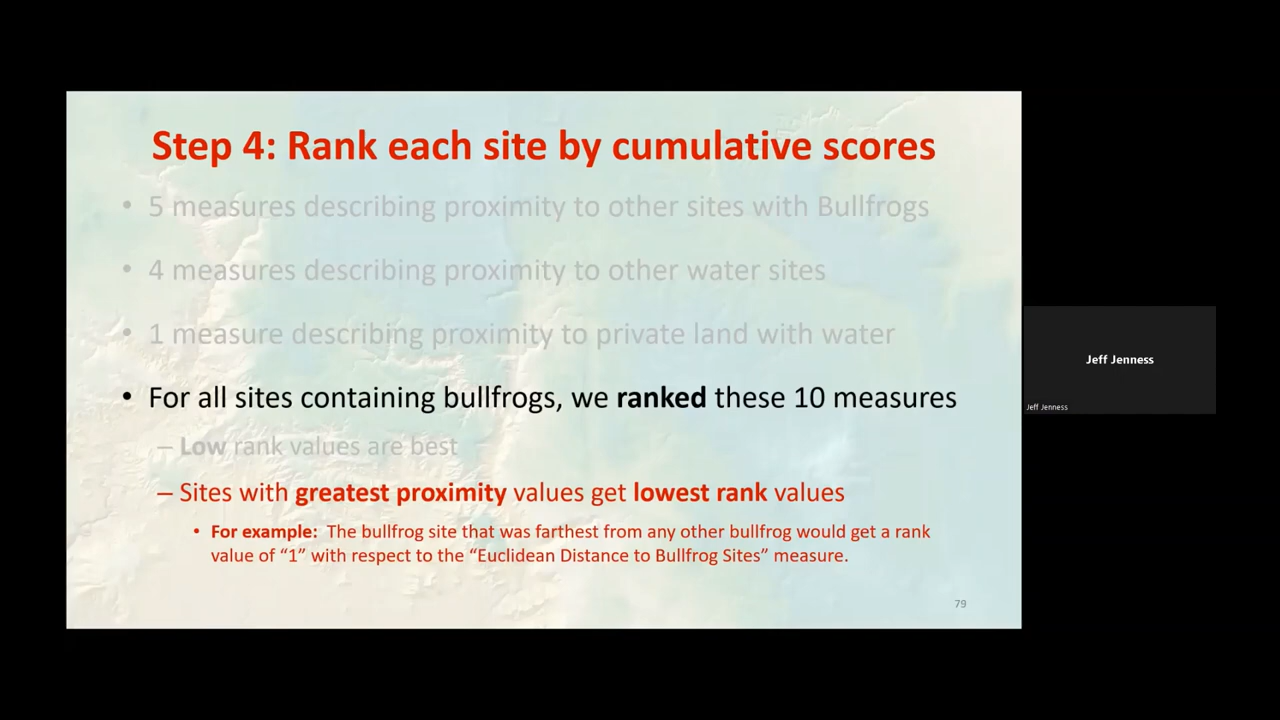 Step 4: Rank each site by cumulative scores
• 5 measures describing proximity to other sites with Bullfrogs
• 4 measures describing proximity to other water sites
• 1 measure describing proximity to private land with water
• For all sites containing bullfrogs, we ranked these 10 measures
– Low rank values are best
– Sites with greatest proximity values get lowest rank values
• For example: The bullfrog site that was farthest from any other bullfrog would get a rank
value of “1” with respect to the “Euclidean Distance to Bullfrog Sites” measure.
79
Jeff Jenness
Jeff Jenness